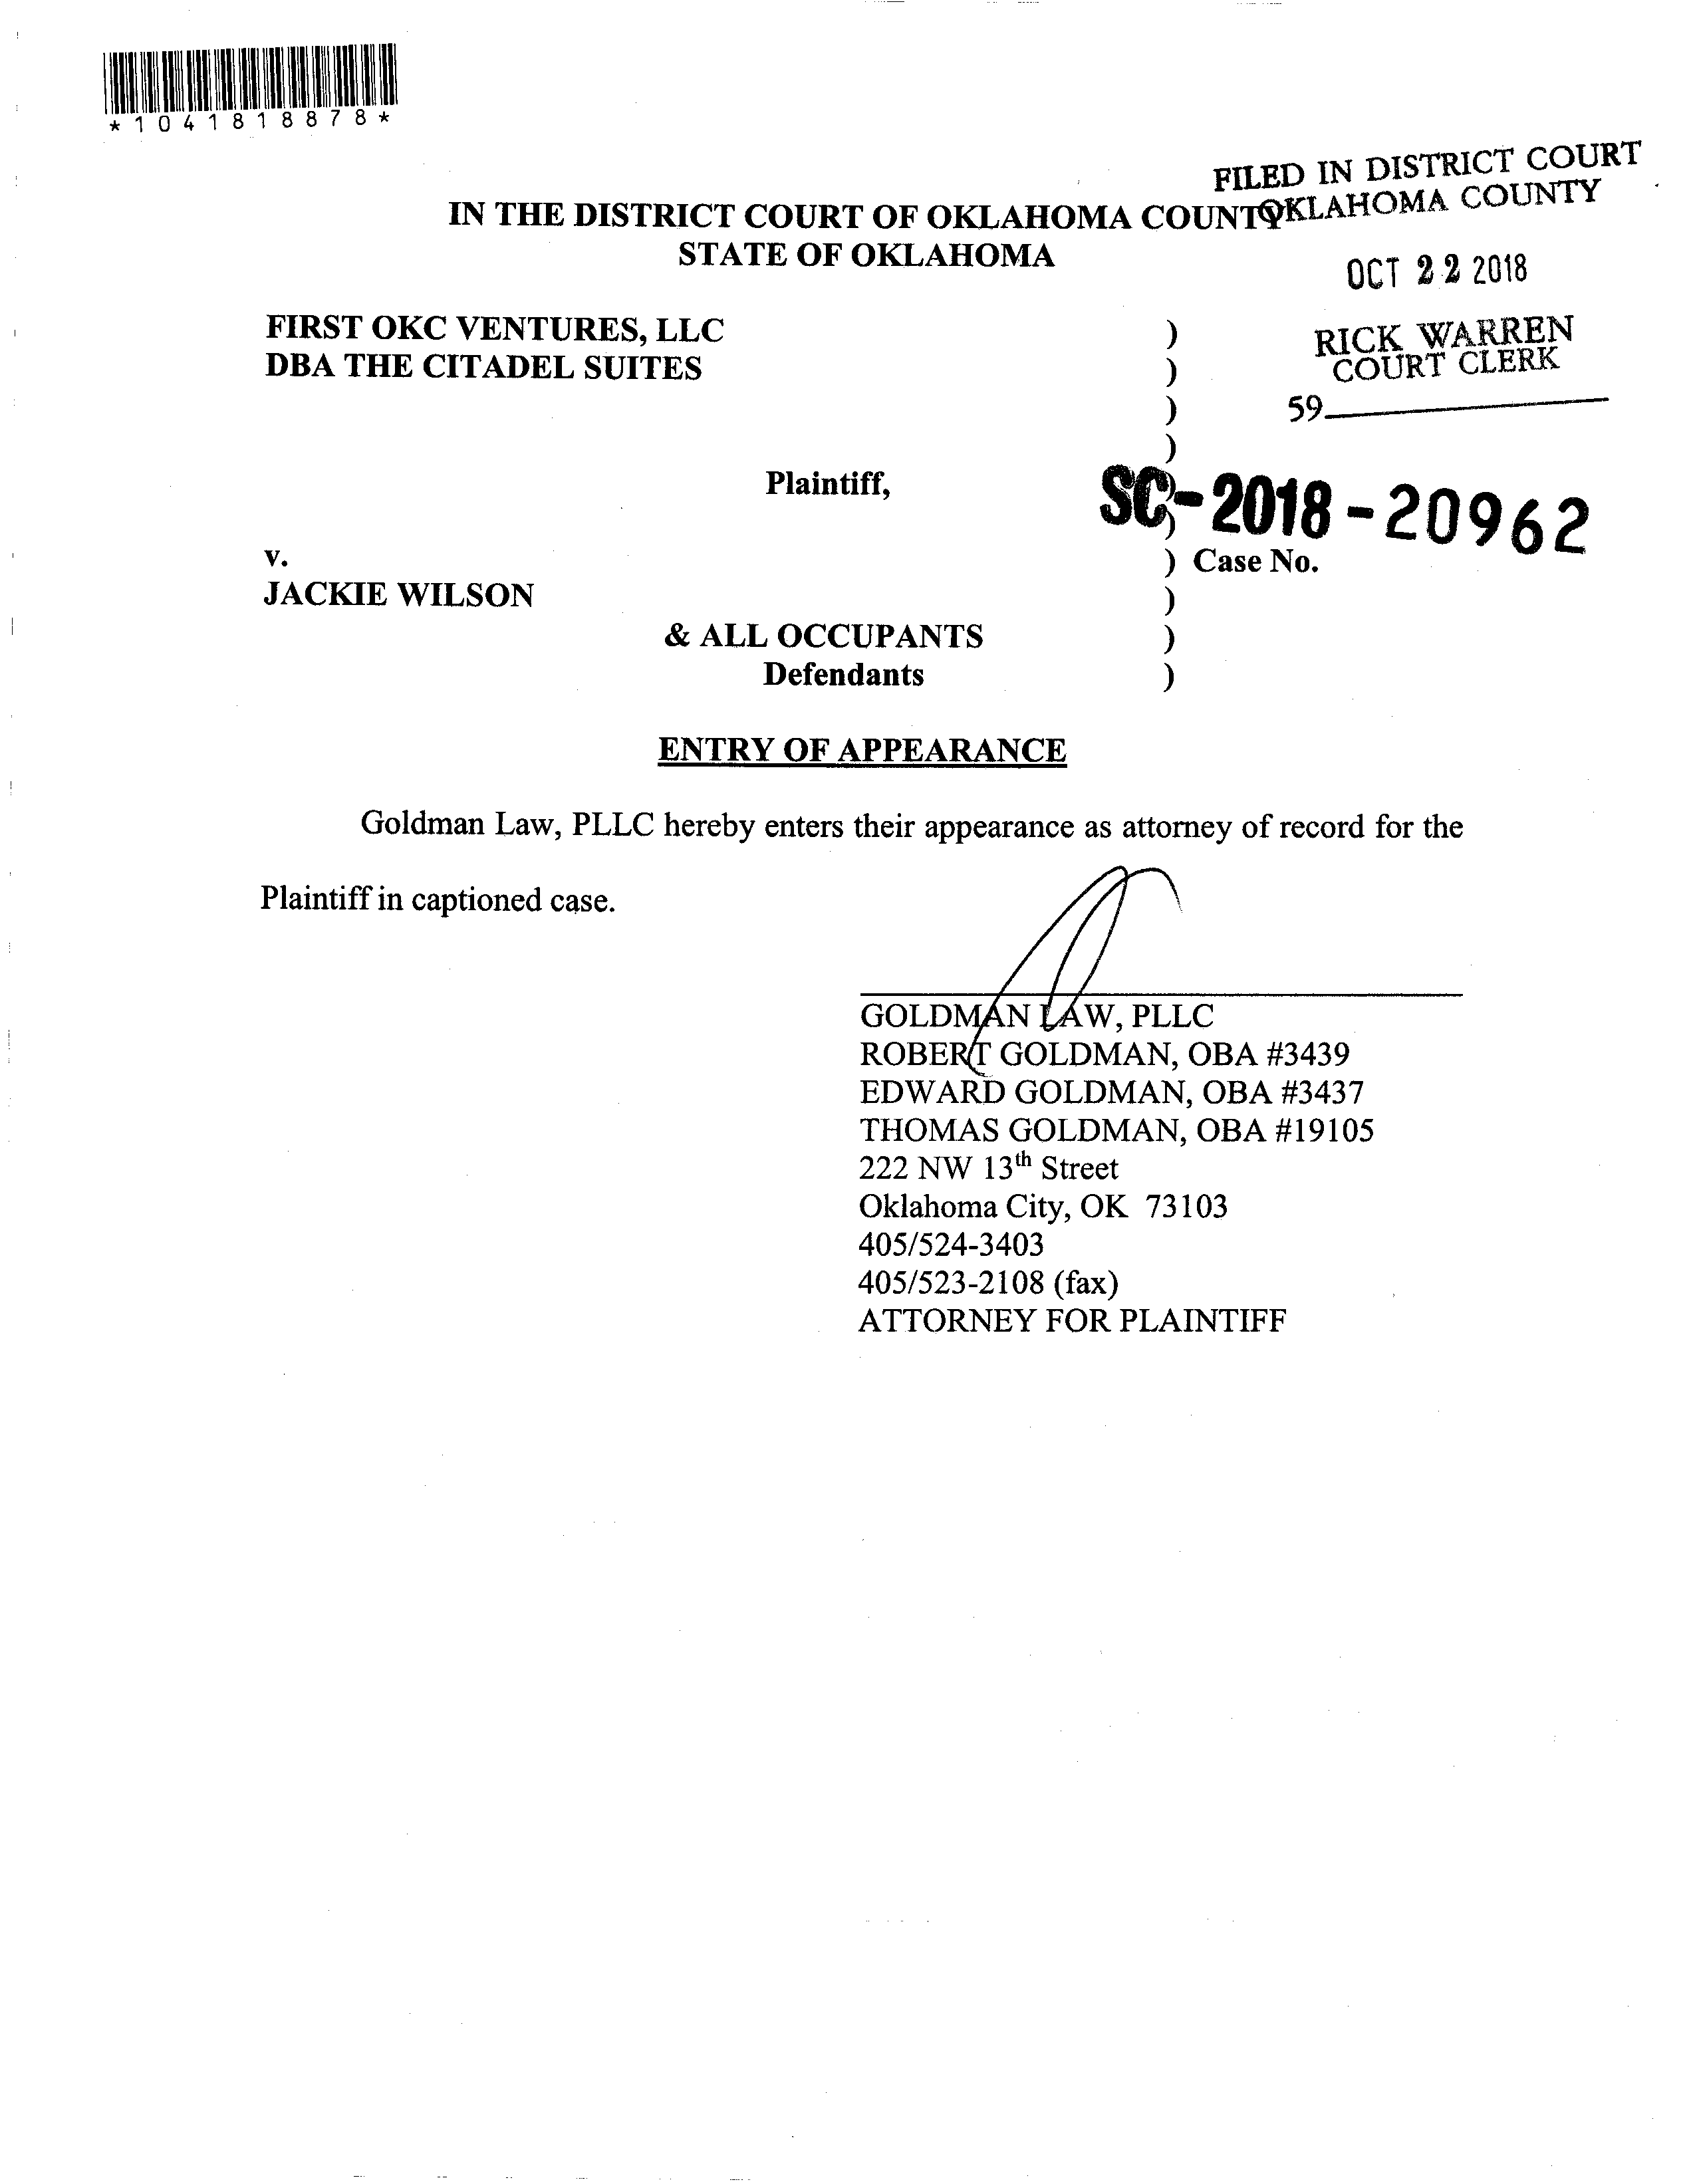 *1041818878*
FILED IN DISTRICT COURT
OKLAHOMA COUNTY
IN THE DISTRICT COURT OF OKLAHOMA COUNTY
STATE OF OKLAHOMA
OCT 22 2018
FIRST OKC VENTURES, LLC )
DBA THE CITADEL SUITES )
RICK WARREN
COURT CLERK
)
59
)
Plaintiff, )
SC-2018-20962
)
v. ) Case No.
JACKIE WILSON )
& ALL OCCUPANTS )
Defendants )
ENTRY OF APPEARANCE
Goldman Law, PLLC hereby enters their appearance as attorney of record for the
Plaintiff in captioned case.
GOLDMAN LAW, PLLC
ROBERT GOLDMAN, OBA #3439
EDWARD GOLDMAN, OBA #3437
THOMAS GOLDMAN, OBA #19105
222 NW 13th Street
Oklahoma City, OK 73103
405/524-3403
405/523-2108 (fax)
ATTORNEY FOR PLAINTIFF